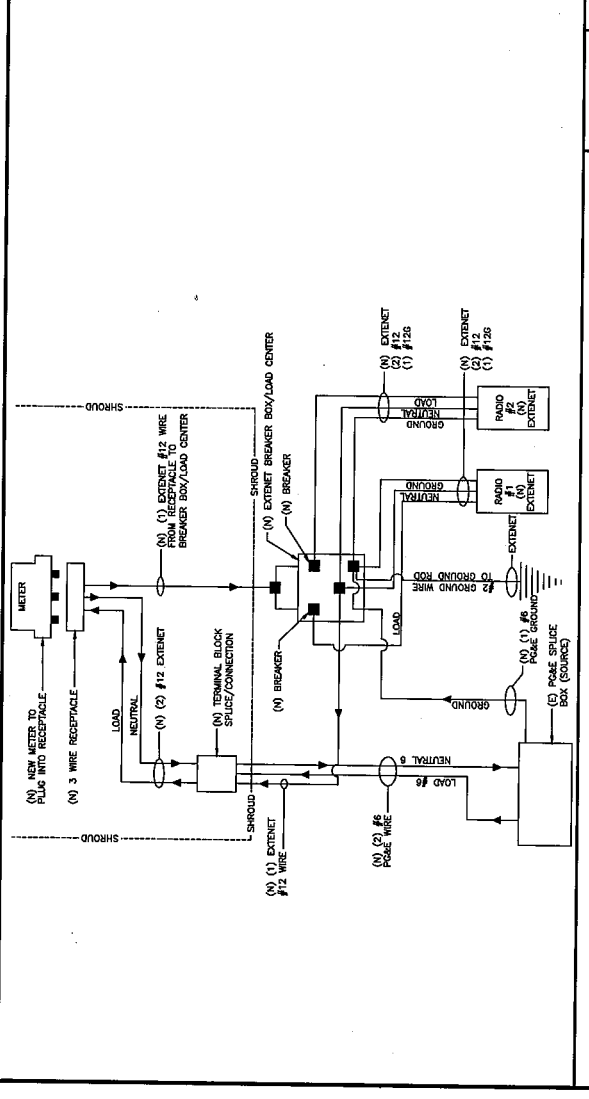 METER
(N) NEW METER TO
PLUG INTO RECEPTACLE
(N) 3 WIRE RECEPTACLE
SHROUD
SHROUD
LOAD
NEUTRAL
(N) (1) EXTENET #12 WIRE
FROM RECEPTACLE TO
BREAKER BOX/LOAD CENTER
(N) (2) #12 EXTENET
(N) TERMINAL BLOCK
SPLICE/CONNECTION
SHROUD
SHROUD
(N) EXTENET BREAKER BOX/LOAD CENTER
(N) BREAKER
(N) BREAKER
(N) (1) EXTENET
#12 WIRE
(N) (2) #6
PG&E WIRE
NEUTRAL 6
LOAD #6
GROUND
(N) (1) #6
PG&E GROUND
(E) PG&E SPLICE
BOX (SOURCE)
LOAD
#2 GROUND WIRE
TO GROUND ROD
EXTENET
GROUND
NEUTRAL
RADIO
#1
(N)
EXTENET
LOAD
NEUTRAL
GROUND
RADIO
#2
(N)
EXTENET
(N) EXTENET
(2) #12
(1) #12G
(N) EXTENET
(2) #12
(1) #12G